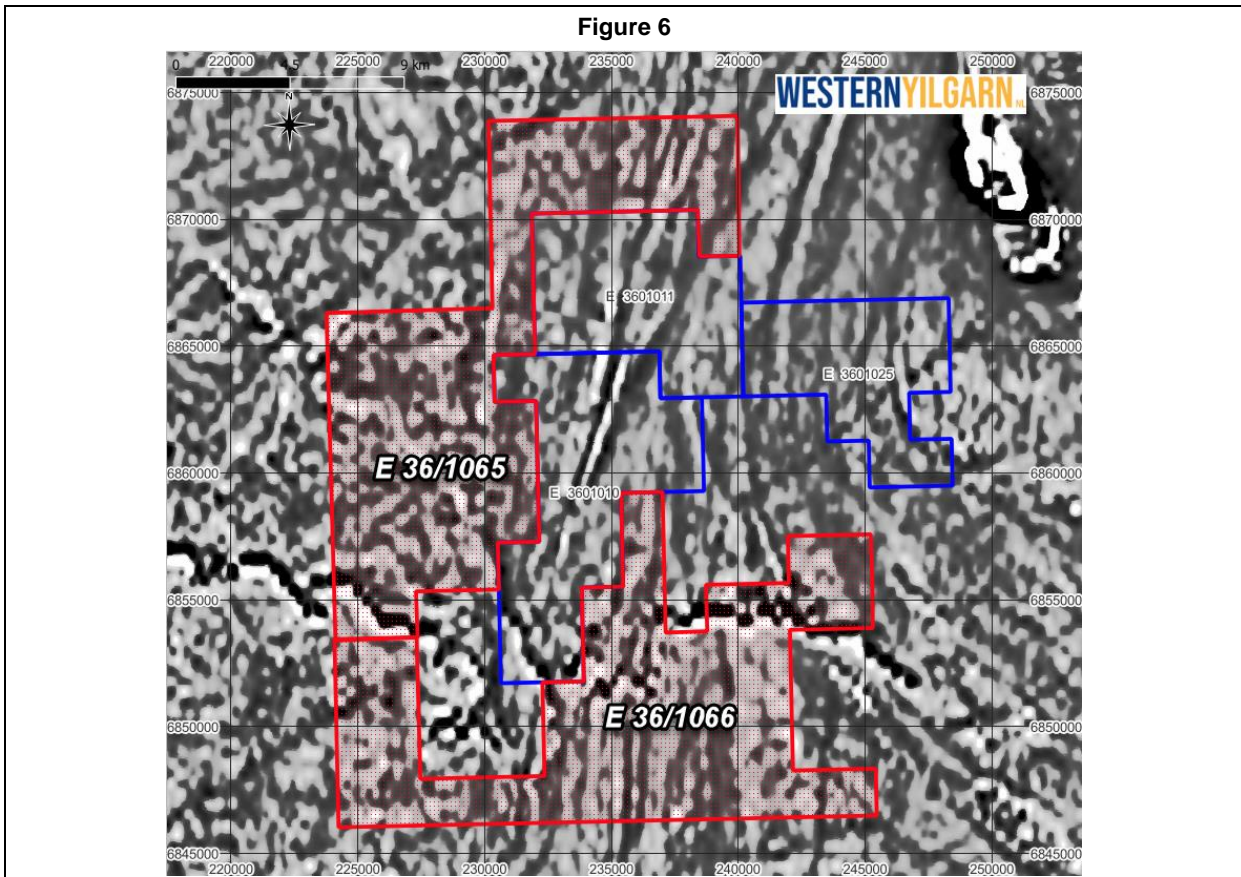 Figure 6
220000 225000 230000 235000 240000 245000 250000
0 4.5 9 km
WESTERNYILGARN NL
6875000 6875000
N
6870000 6870000
E 3601011
6865000 6865000
E 3601025
E 36/1065
6860000 6860000
E 3601010
6855000 6855000
E 36/1066
6850000 6850000
6845000 6845000
220000 225000 230000 235000 240000 245000 250000